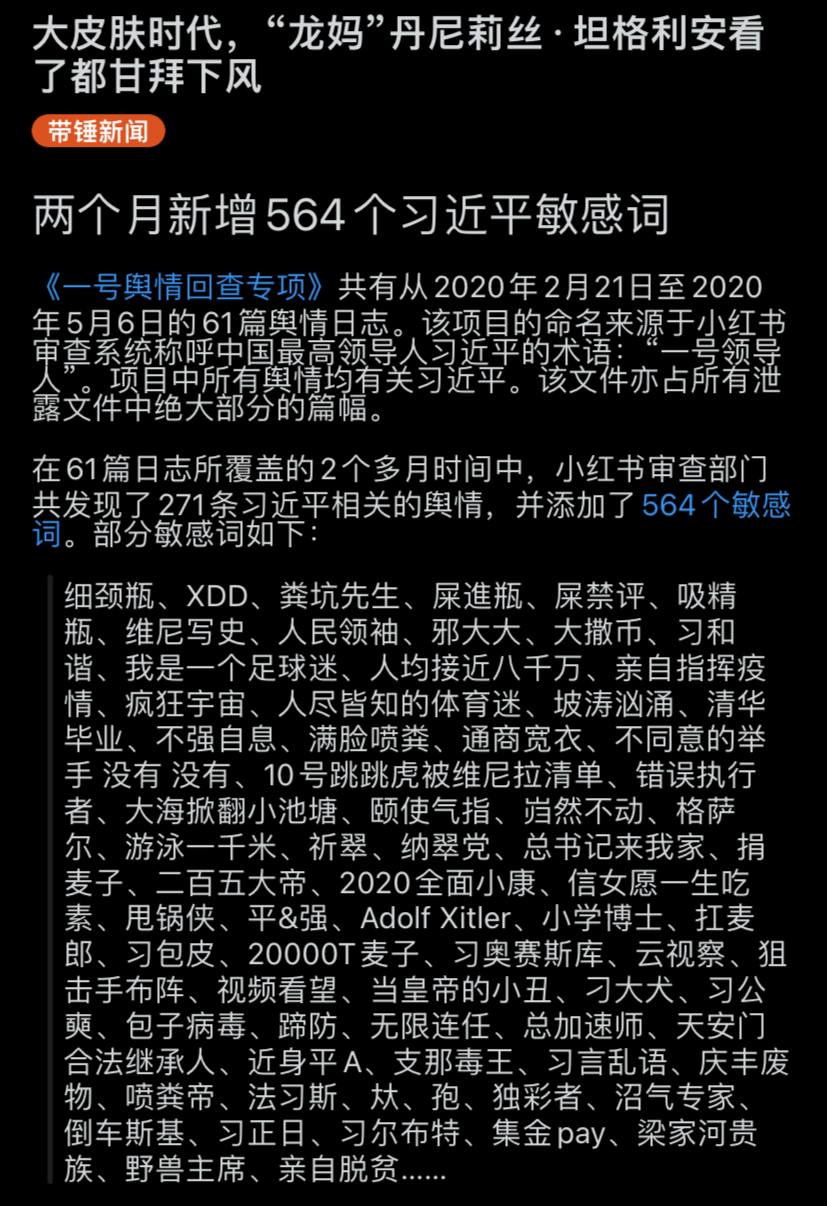 大皮肤时代，“龙妈”丹尼莉丝·坦格利安看
了都甘拜下风
带锤新闻
两个月新增564个习近平敏感词
《一号舆情回查专项》共有从2020年2月21日至2020
年5月6日的61篇舆情日志。该项目的命名来源于小红书
审查系统称呼中国最高领导人习近平的术语：“一号领导
人”。项目中所有舆情均有关习近平。该文件亦占所有泄
露文件中绝大部分的篇幅。
在61篇日志所覆盖的2个多月时间中，小红书审查部门
共发现了271条习近平相关的舆情，并添加了564个敏感
词。部分敏感词如下：
细颈瓶、XDD、粪坑先生、屎進瓶、屎禁评、吸精
瓶、维尼写史、人民领袖、邪大大、大撒币、习和
谐、我是一个足球迷、人均接近八千万、亲自指挥疫
情、疯狂宇宙、人尽皆知的体育迷、坡涛汹涌、清华
毕业、不强自息、满脸喷粪、通商宽衣、不同意的举
手 没有 没有、10号跳跳虎被维尼拉清单、错误执行
者、大海掀翻小池塘、颐使气指、岿然不动、格萨
尔、游泳一千米、祈翠、纳翠党、总书记来我家、捐
麦子、二百五大帝、2020全面小康、信女愿一生吃
素、甩锅侠、平&强、Adolf Xitler、小学博士、扛麦
郎、习包皮、20000T麦子、习奥赛斯库、云视察、狙
击手布阵、视频看望、当皇帝的小丑、刁大犬、习公
奭、包子病毒、蹄防、无限连任、总加速师、天安门
合法继承人、近身平A、支那毒王、习言乱语、庆丰废
物、喷粪帝、法习斯、夶、孢、独彩者、沼气专家、
倒车斯基、习正日、习尔布特、集金pay、梁家河贵
族、野兽主席、亲自脱贫……